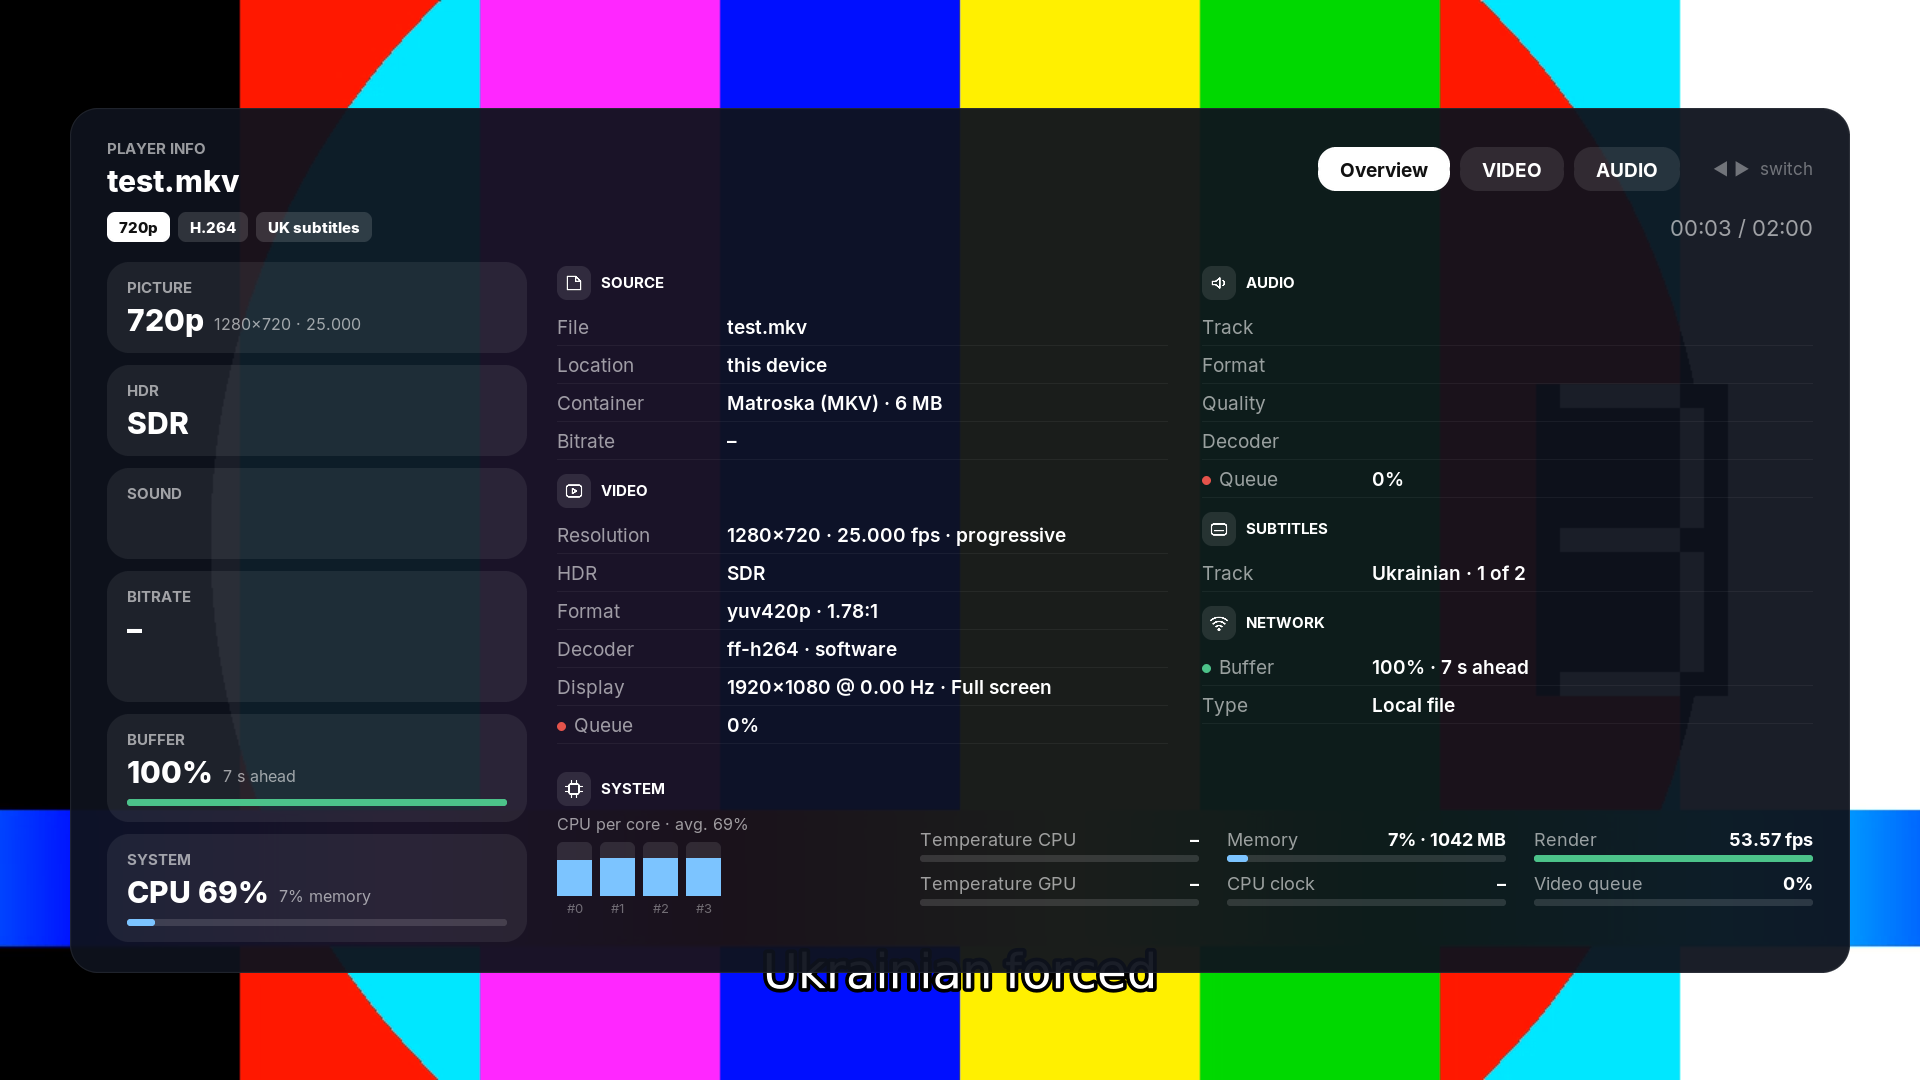 PLAYER INFO
test.mkv
720p H.264 UK subtitles
Overview VIDEO AUDIO ◀ ▶ switch
00:03 / 02:00
PICTURE
720p 1280×720 · 25.000
HDR
SDR
SOUND
BITRATE
–
BUFFER
100% 7 s ahead
SYSTEM
CPU 69% 7% memory
SOURCE
File test.mkv
Location this device
Container Matroska (MKV) · 6 MB
Bitrate –
VIDEO
Resolution 1280×720 · 25.000 fps · progressive
HDR SDR
Format yuv420p · 1.78:1
Decoder ff-h264 · software
Display 1920×1080 @ 0.00 Hz · Full screen
Queue 0%
AUDIO
Track
Format
Quality
Decoder
Queue 0%
SUBTITLES
Track Ukrainian · 1 of 2
NETWORK
Buffer 100% · 7 s ahead
Type Local file
SYSTEM
CPU per core · avg. 69%
#0 #1 #2 #3
Temperature CPU – Memory 7% · 1042 MB Render 53.57 fps
Temperature GPU – CPU clock – Video queue 0%
Ukrainian forced